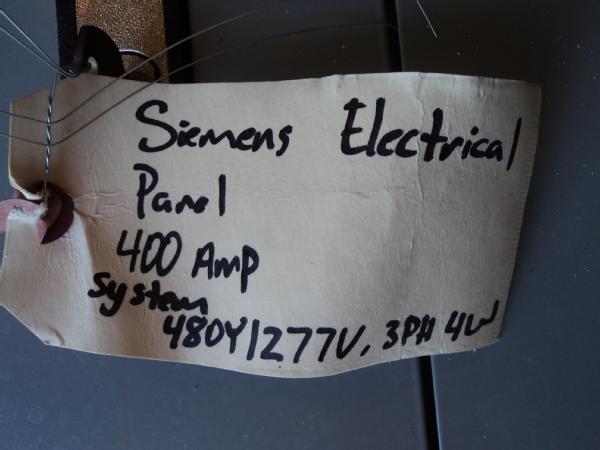 Siemens Electrical
Panel
400 Amp
System
480Y/277V, 3PH 4W